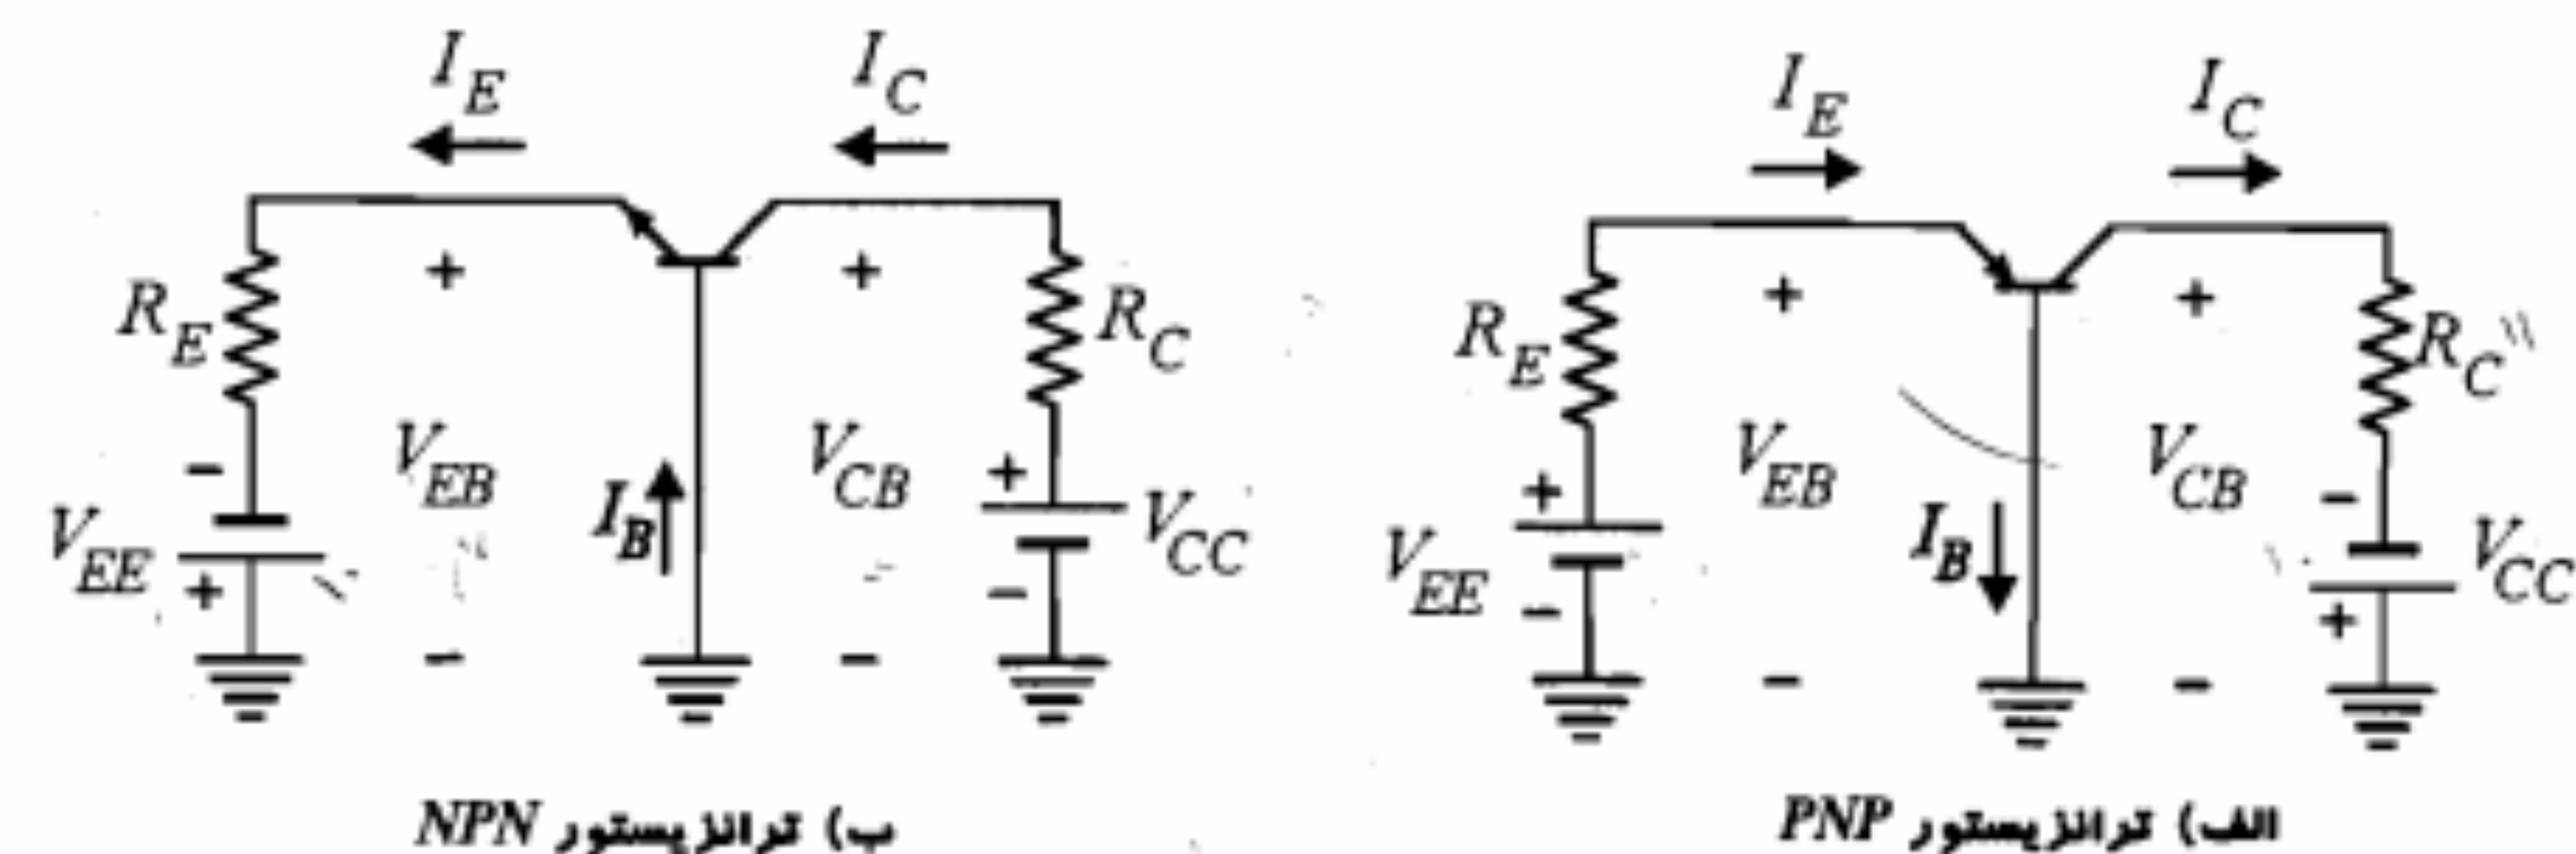 I_E I_C I_E I_C
+ + + +
R_E R_C R_E R_C
- V_EB V_CB + + V_EB V_CB -
V_EE I_B V_CC V_EE I_B V_CC
+ - - +
- - - -
الف) ترانزیستور PNP
ب) ترانزیستور NPN